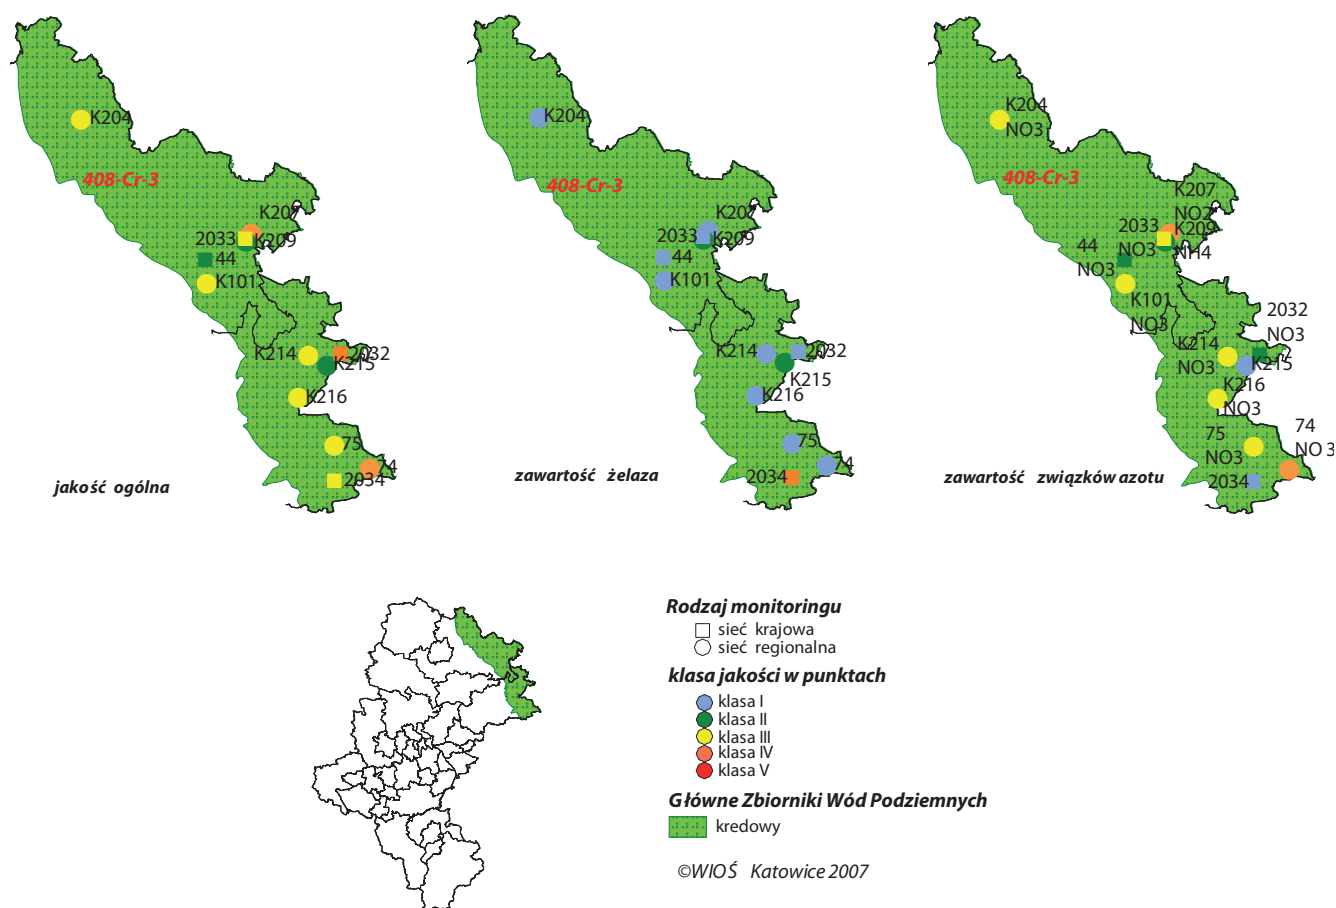 K204
408-Cr-3
K207
2033
K209
44
K101
K214
2032
K215
K216
75
74
2034
jakość ogólna
K204
408-Cr-3
K207
2033
K209
44
K101
K214
2032
K215
K216
75
74
2034
zawartość żelaza
K204
NO3
408-Cr-3
K207
NO2
2033
K209
NO3
NH4
44
NO3
K101
NO3
2032
NO3
K214
NO3
K215
K216
NO3
75
NO3
74
NO3
2034
zawartość związków azotu
Rodzaj monitoringu
sieć krajowa
sieć regionalna
klasa jakości w punktach
klasa I
klasa II
klasa III
klasa IV
klasa V
Główne Zbiorniki Wód Podziemnych
kredowy
©WIOŚ Katowice 2007